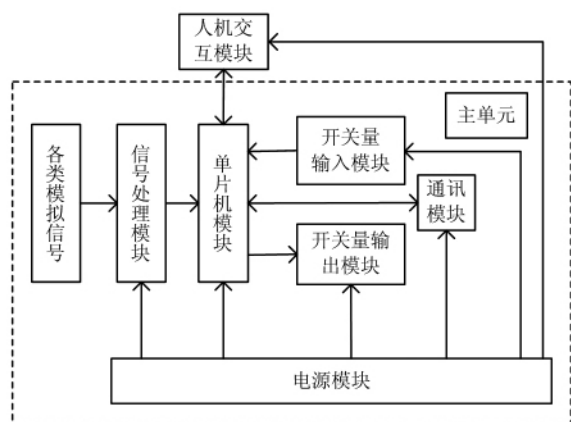 人机交
互模块
主单元
各类模拟信号
信号处理模块
单片机模块
开关量
输入模块
通讯
模块
开关量输
出模块
电源模块